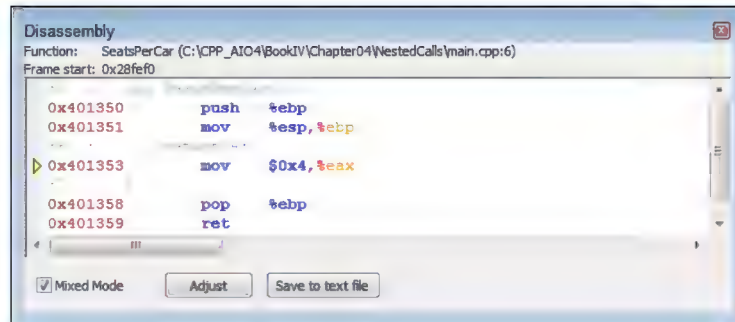 Disassembly
Function: SeatsPerCar (C:\CPP_AIO4\BookIV\Chapter04\NestedCalls\main.cpp:6)
Frame start: 0x28fef0
0x401350 push %ebp
0x401351 mov %esp,%ebp
0x401353 mov $0x4,%eax
0x401358 pop %ebp
0x401359 ret
Mixed Mode Adjust Save to text file